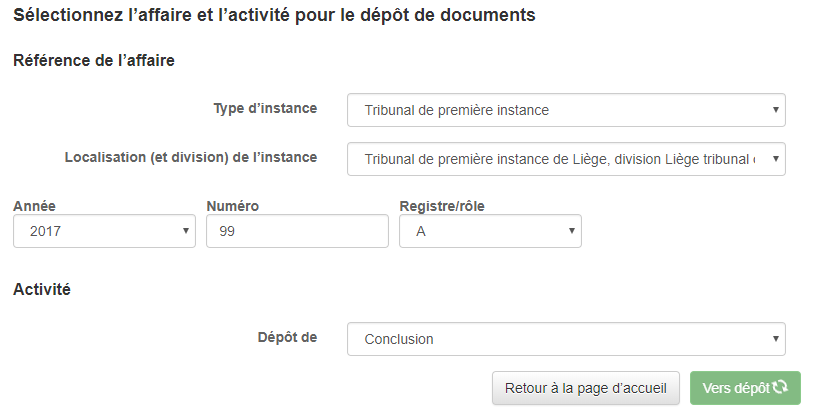 Sélectionnez l’affaire et l’activité pour le dépôt de documents
Référence de l’affaire
Type d’instance Tribunal de première instance
Localisation (et division) de l’instance Tribunal de première instance de Liège, division Liège tribunal
Année Numéro Registre/rôle
2017 99 A
Activité
Dépôt de Conclusion
Retour à la page d’accueil Vers dépôt